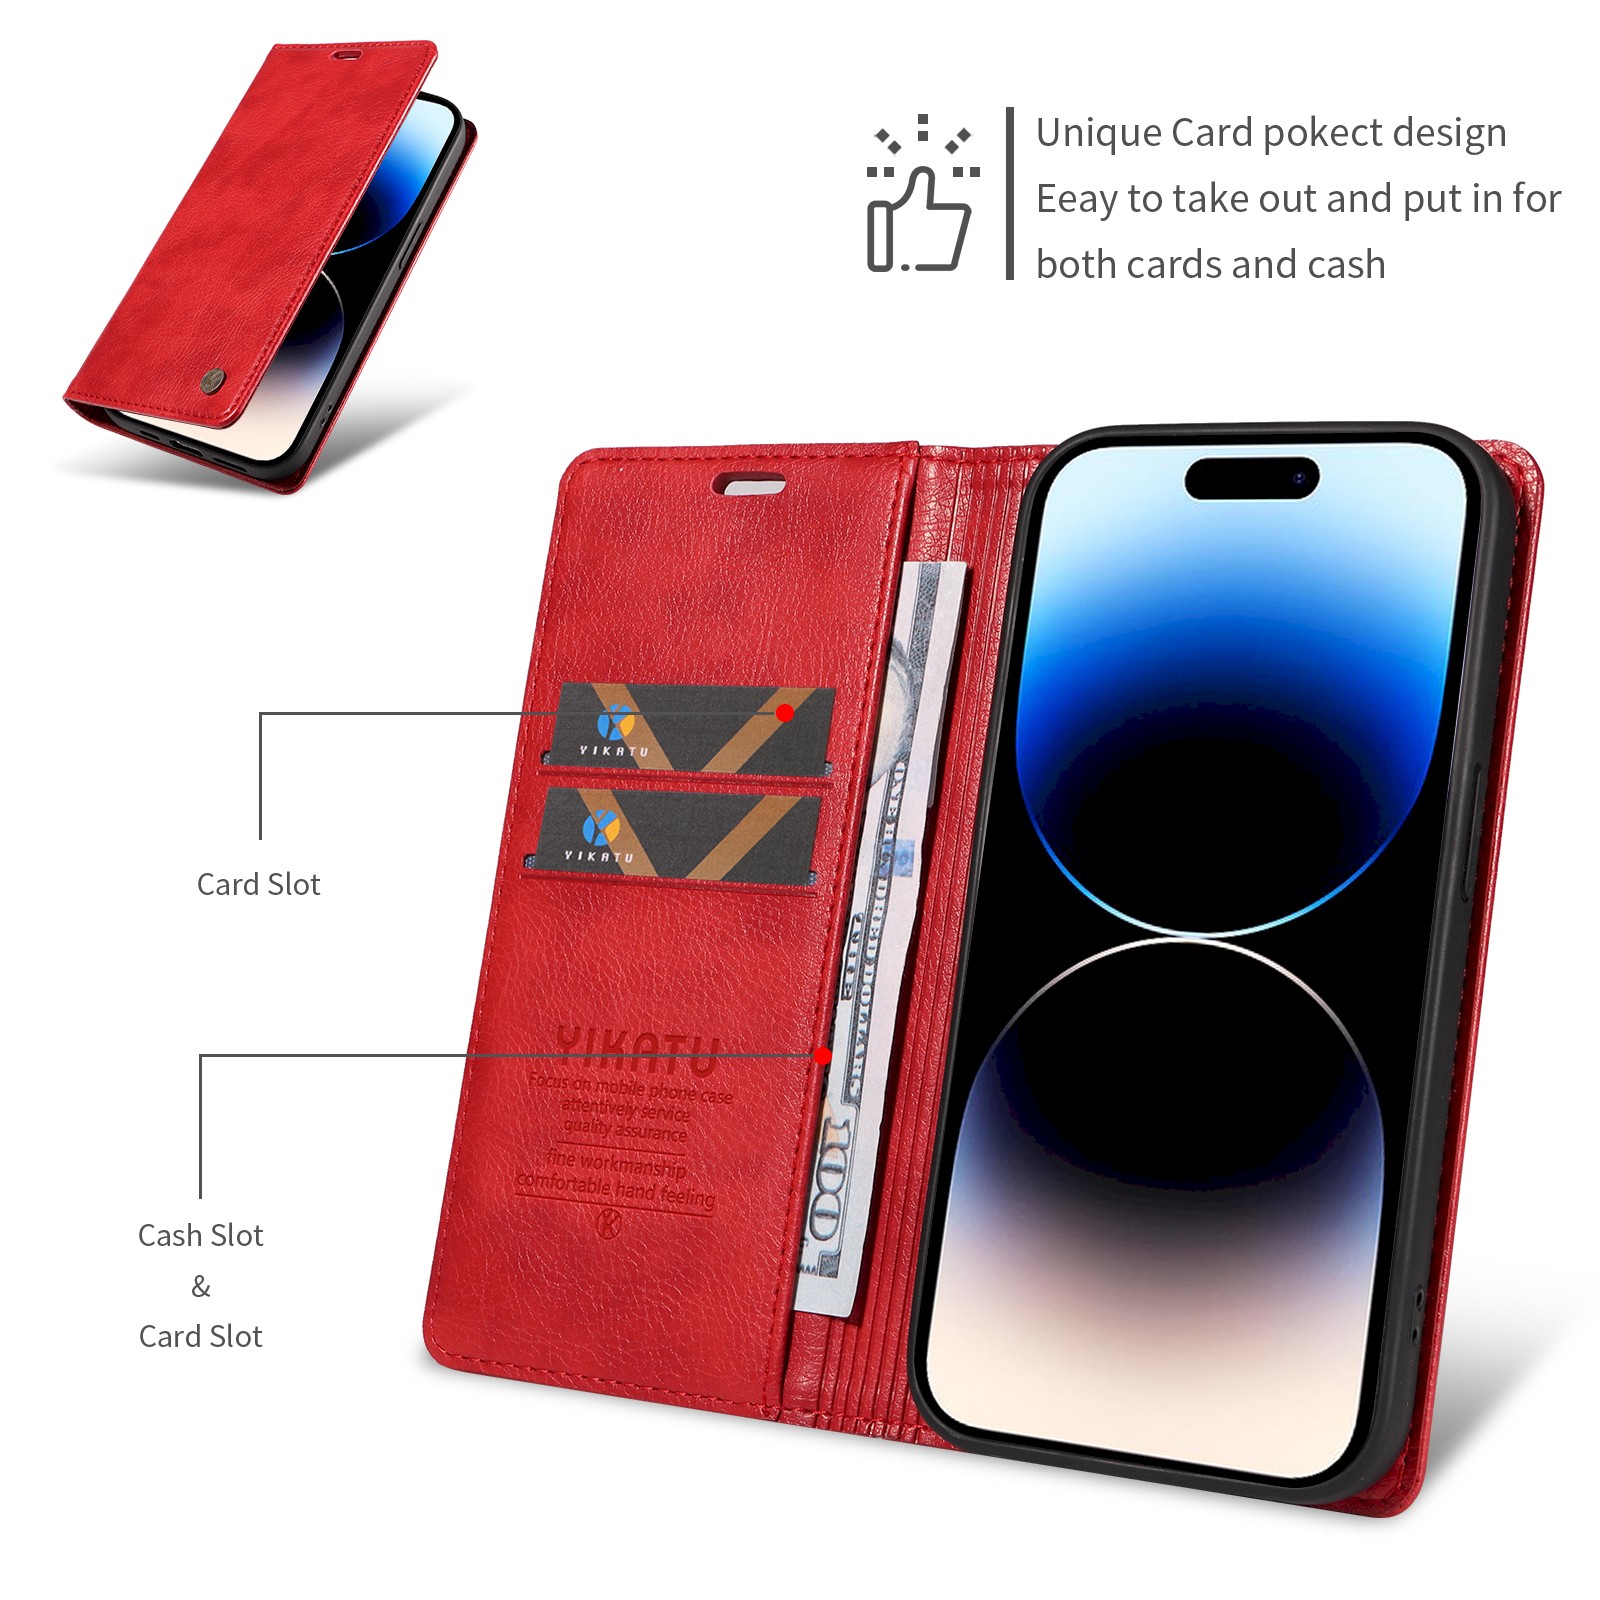 Unique Card pokect design
Eeay to take out and put in for
both cards and cash
YIKATU
YIKATU
Card Slot
YIKATU
Focus on mobile phone case
attentively service
quality assurance
fine workmanship
comfortable hand feeling
100
Cash Slot
&
Card Slot